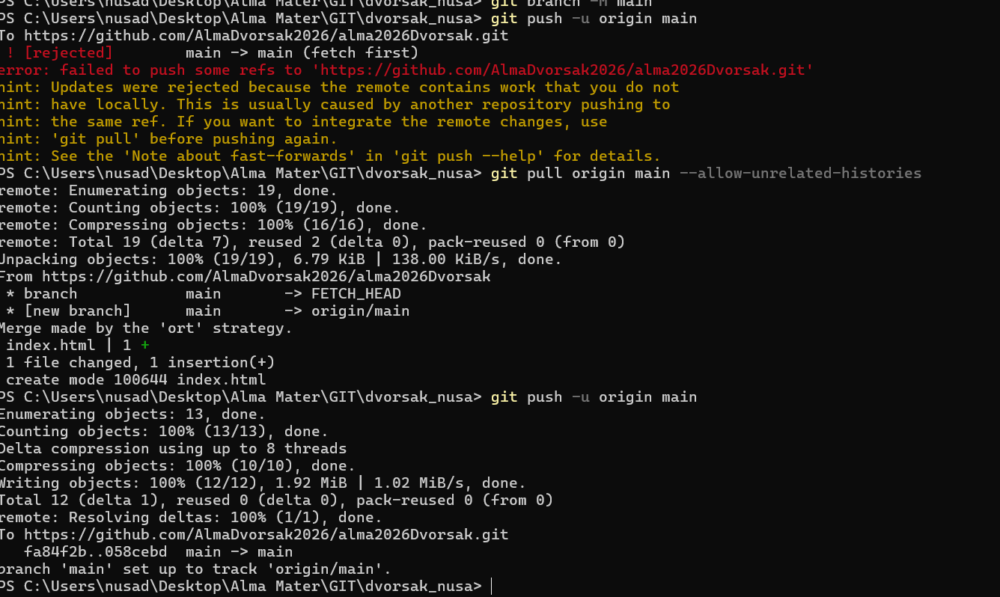 PS C:\Users\nusad\Desktop\Alma Mater\GIT\dvorsak_nusa> git branch -M main
PS C:\Users\nusad\Desktop\Alma Mater\GIT\dvorsak_nusa> git push -u origin main
To https://github.com/AlmaDvorsak2026/alma2026Dvorsak.git
 ! [rejected]        main -> main (fetch first)
error: failed to push some refs to 'https://github.com/AlmaDvorsak2026/alma2026Dvorsak.git'
hint: Updates were rejected because the remote contains work that you do not
hint: have locally. This is usually caused by another repository pushing to
hint: the same ref. If you want to integrate the remote changes, use
hint: 'git pull' before pushing again.
hint: See the 'Note about fast-forwards' in 'git push --help' for details.
PS C:\Users\nusad\Desktop\Alma Mater\GIT\dvorsak_nusa> git pull origin main --allow-unrelated-histories
remote: Enumerating objects: 19, done.
remote: Counting objects: 100% (19/19), done.
remote: Compressing objects: 100% (16/16), done.
remote: Total 19 (delta 7), reused 2 (delta 0), pack-reused 0 (from 0)
Unpacking objects: 100% (19/19), 6.79 KiB | 138.00 KiB/s, done.
From https://github.com/AlmaDvorsak2026/alma2026Dvorsak
 * branch            main       -> FETCH_HEAD
 * [new branch]      main       -> origin/main
Merge made by the 'ort' strategy.
 index.html | 1 +
 1 file changed, 1 insertion(+)
 create mode 100644 index.html
PS C:\Users\nusad\Desktop\Alma Mater\GIT\dvorsak_nusa> git push -u origin main
Enumerating objects: 13, done.
Counting objects: 100% (13/13), done.
Delta compression using up to 8 threads
Compressing objects: 100% (10/10), done.
Writing objects: 100% (12/12), 1.92 MiB | 1.02 MiB/s, done.
Total 12 (delta 1), reused 0 (delta 0), pack-reused 0 (from 0)
remote: Resolving deltas: 100% (1/1), done.
To https://github.com/AlmaDvorsak2026/alma2026Dvorsak.git
   fa84f2b..058cebd  main -> main
branch 'main' set up to track 'origin/main'.
PS C:\Users\nusad\Desktop\Alma Mater\GIT\dvorsak_nusa>